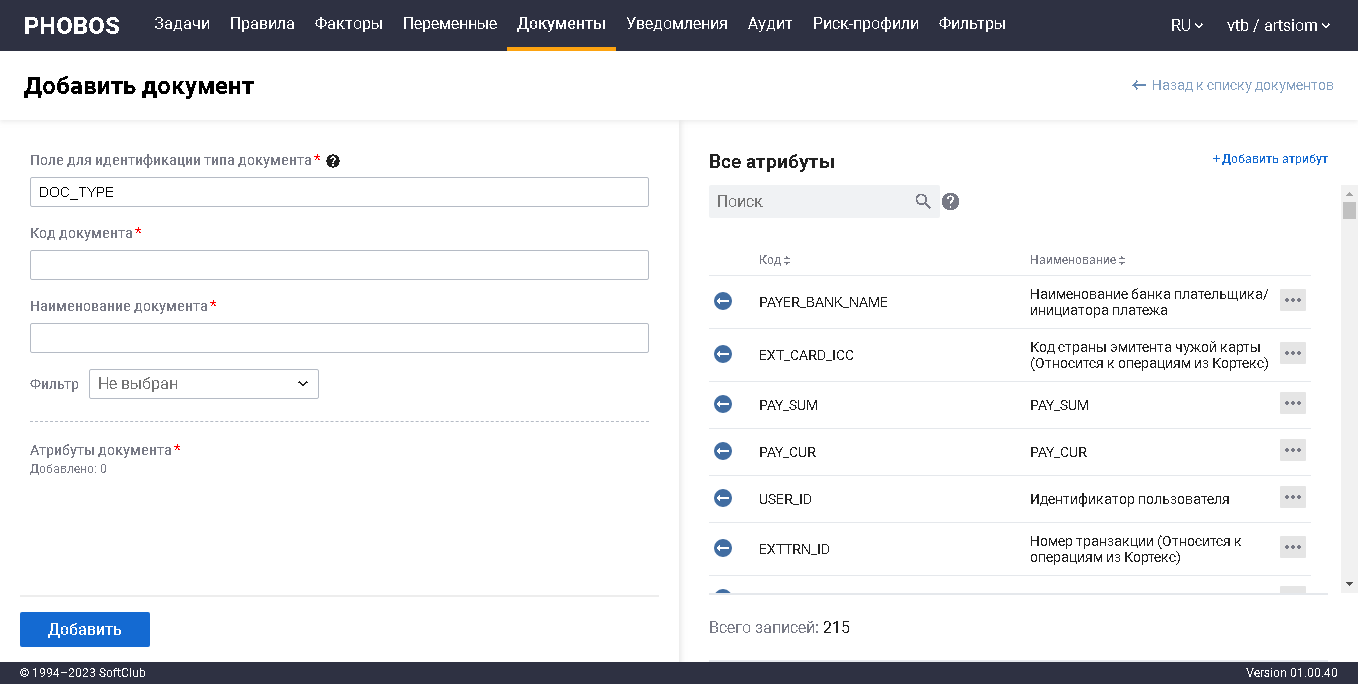 PHOBOS Задачи Правила Факторы Переменные Документы Уведомления Аудит Риск-профили Фильтры RU vtb / artsiom
Добавить документ
← Назад к списку документов
Поле для идентификации типа документа* ?
DOC_TYPE
Код документа*
Наименование документа*
Фильтр Не выбран
Атрибуты документа*
Добавлено: 0
Добавить
Все атрибуты
+Добавить атрибут
Поиск ?
Код Наименование
PAYER_BANK_NAME Наименование банка плательщика/
инициатора платежа
EXT_CARD_ICC Код страны эмитента чужой карты
(Относится к операциям из Кортекс)
PAY_SUM PAY_SUM
PAY_CUR PAY_CUR
USER_ID Идентификатор пользователя
EXTTRN_ID Номер транзакции (Относится к
операциям из Кортекс)
Всего записей: 215
© 1994–2023 SoftClub Version 01.00.40